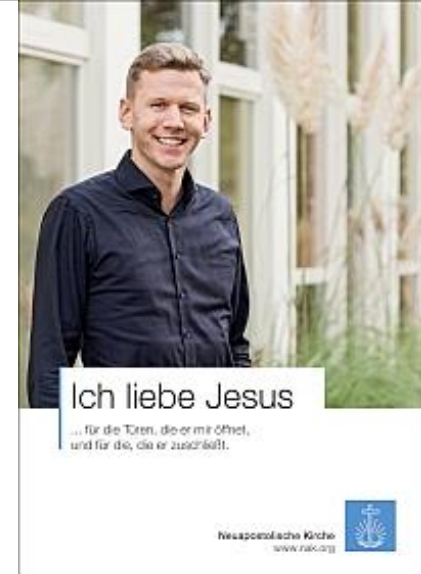 Ich liebe Jesus
... für die Türen, die er mir öffnet,
und für die, die er zuschließt.
Neuapostolische Kirche
www.nak.org